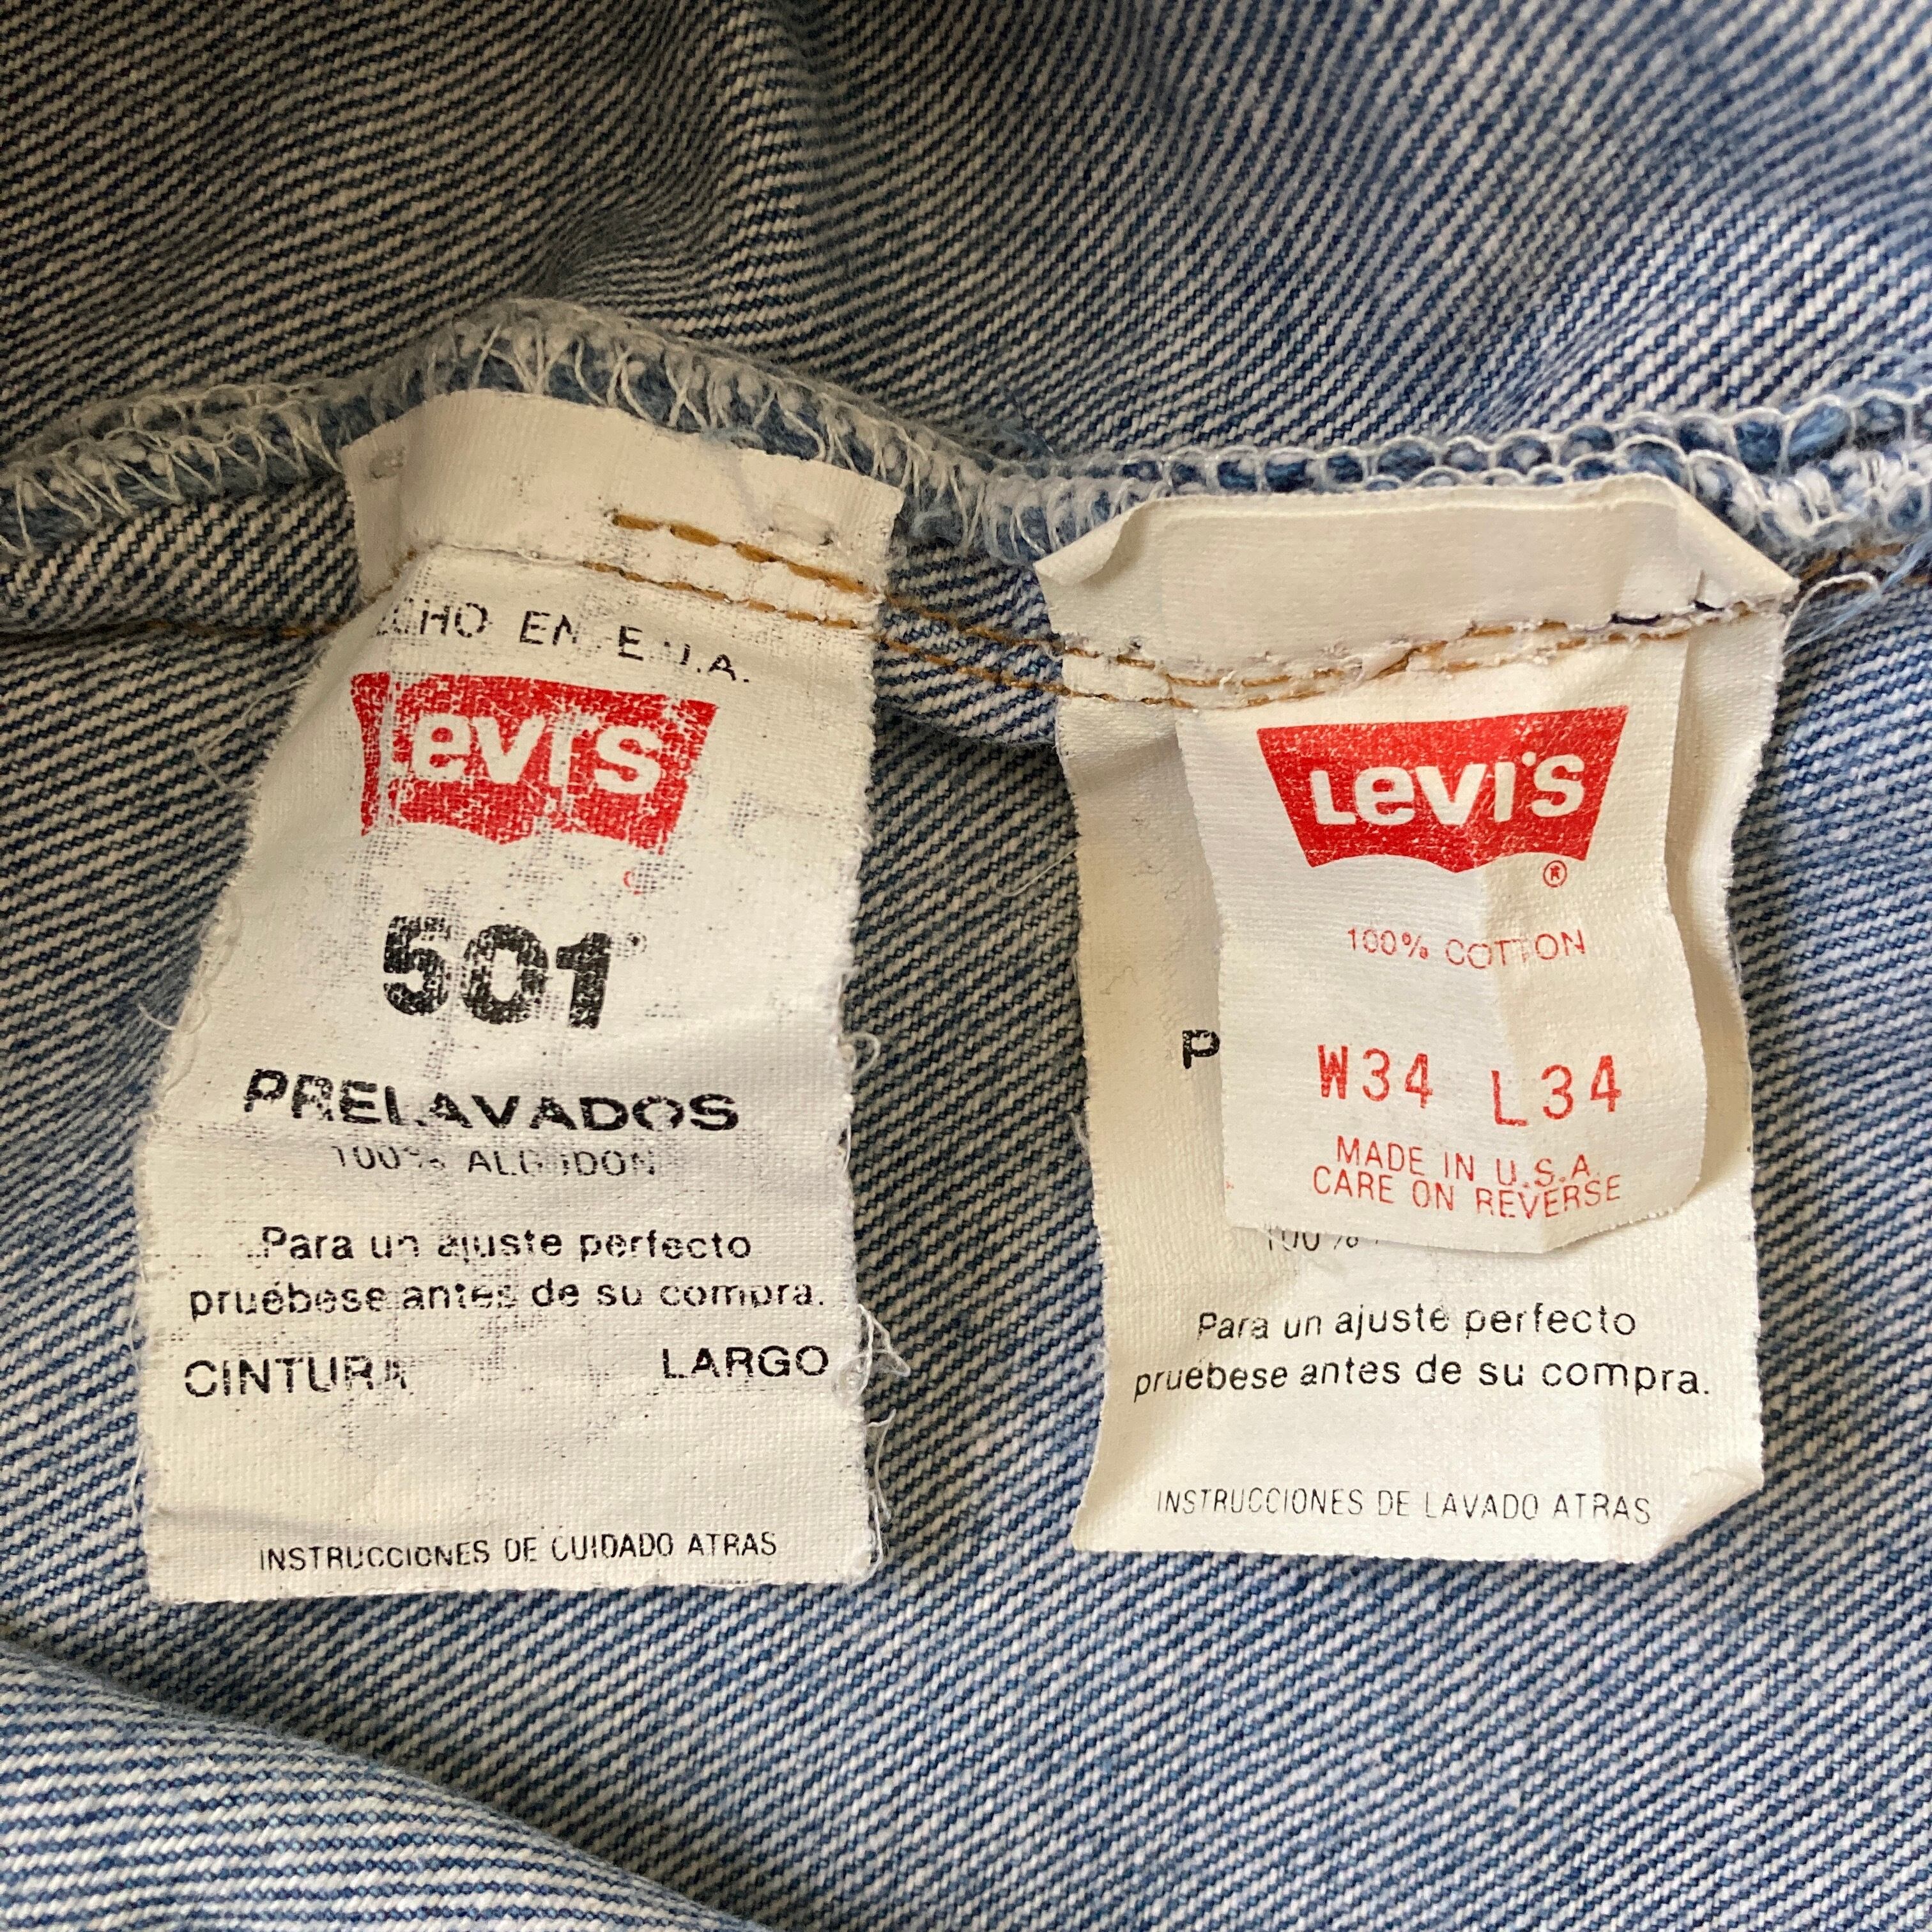 HECHO EN E.U.A.
Levi's
501
PRELAVADOS
100% ALGODON
Para un ajuste perfecto
pruébese antes de su compra.
CINTURA LARGO
INSTRUCCIONES DE CUIDADO ATRAS
Levi's
®
100% COTTON
W34 L34
MADE IN U.S.A.
CARE ON REVERSE
P
100%
Para un ajuste perfecto
pruébese antes de su compra.
INSTRUCCIONES DE LAVADO ATRAS